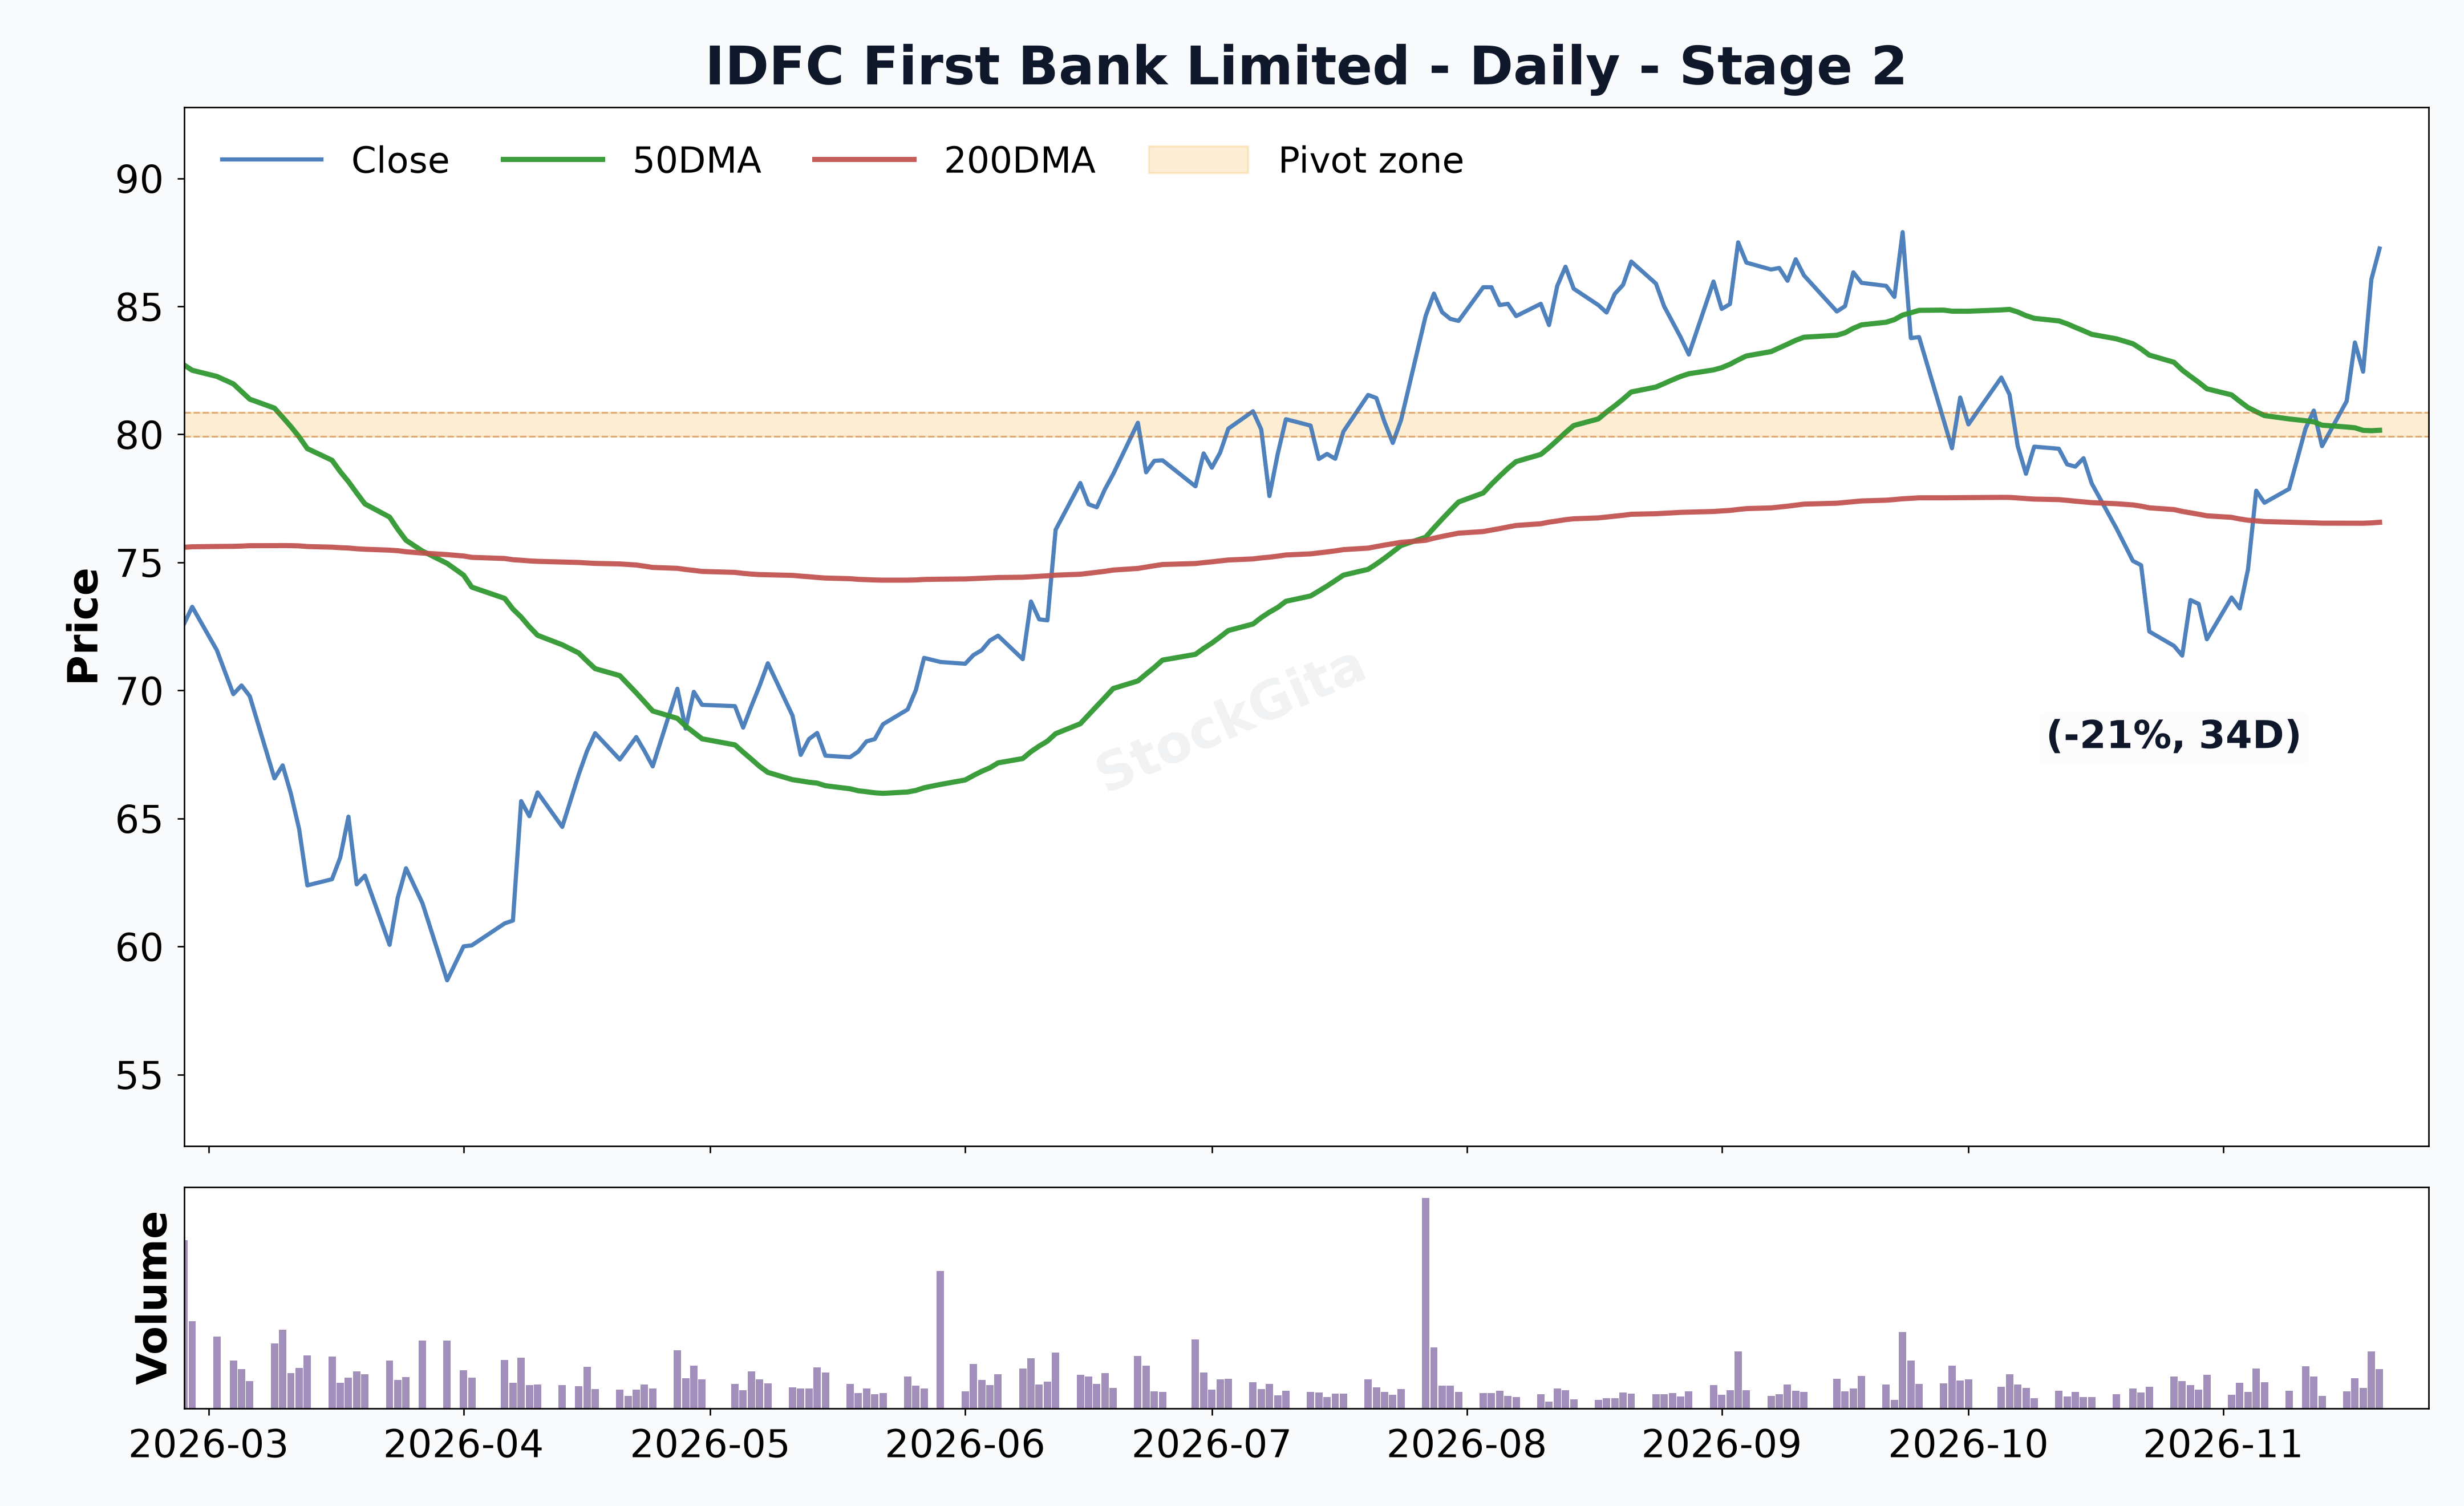 IDFC First Bank Limited - Daily - Stage 2
Close 50DMA 200DMA Pivot zone
90
85
80
75
70
65
60
55
Price
StockGita
(-21%, 34D)
Volume
2026-03 2026-04 2026-05 2026-06 2026-07 2026-08 2026-09 2026-10 2026-11